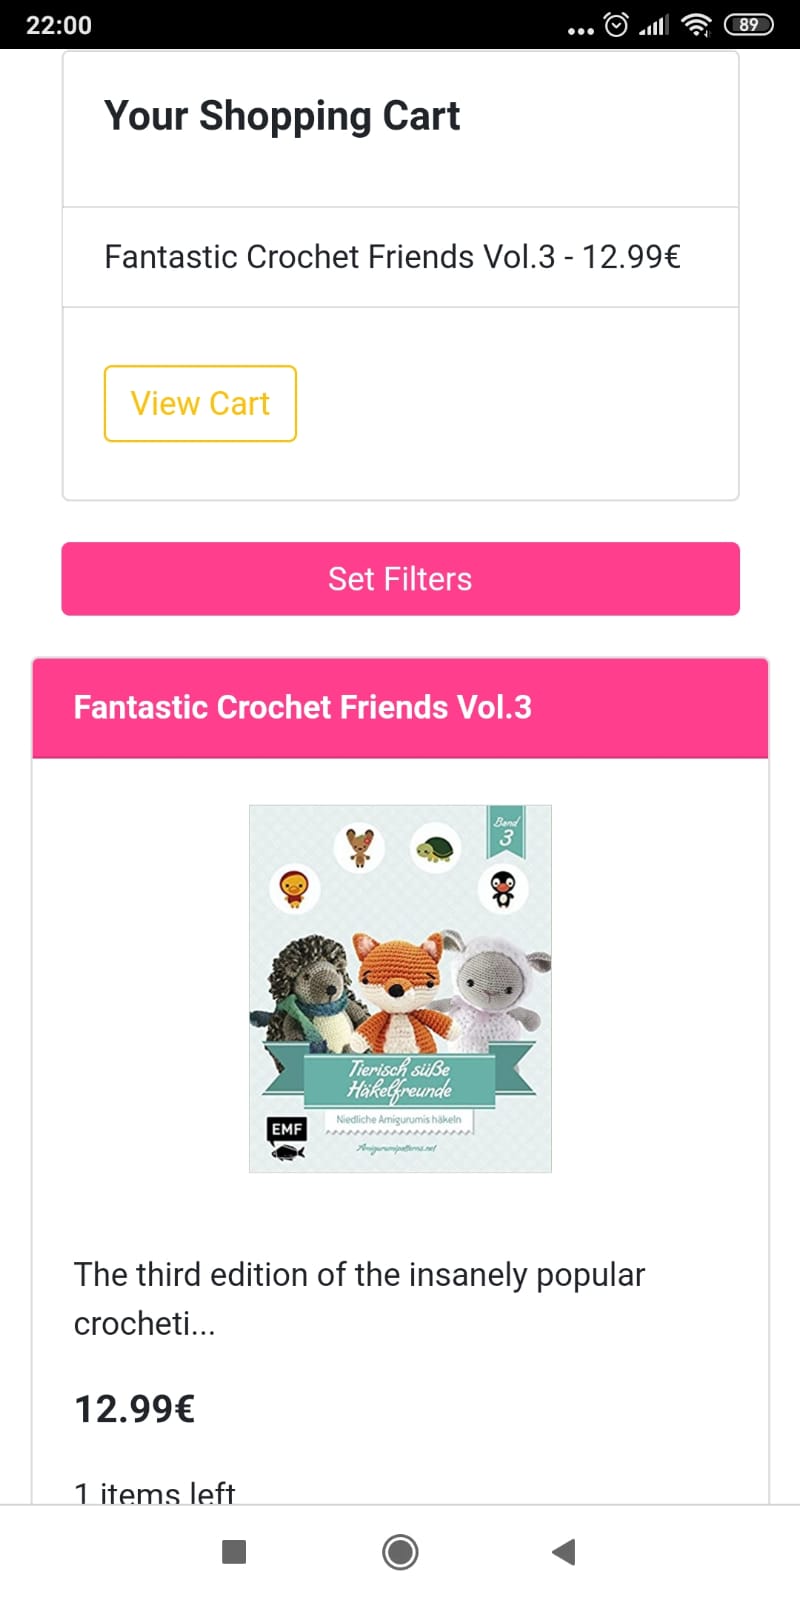 22:00
89
Your Shopping Cart
Fantastic Crochet Friends Vol.3 - 12.99€
View Cart
Set Filters
Fantastic Crochet Friends Vol.3
Band
3
Tierisch süße
Häkelfreunde
Niedliche Amigurumis häkeln
EMF
Amigurumipatterns.net
The third edition of the insanely popular
crocheti...
12.99€
1 items left